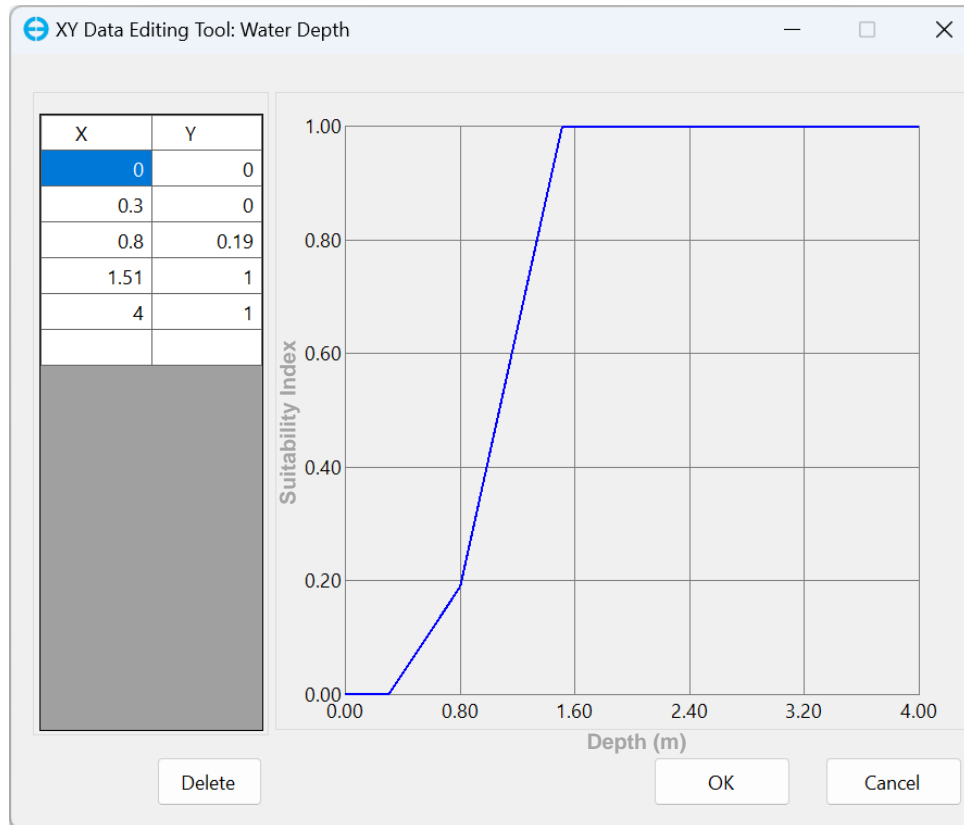 XY Data Editing Tool: Water Depth
X Y
0 0
0.3 0
0.8 0.19
1.51 1
4 1
Suitability Index
1.00
0.80
0.60
0.40
0.20
0.00
0.00 0.80 1.60 2.40 3.20 4.00
Depth (m)
Delete OK Cancel